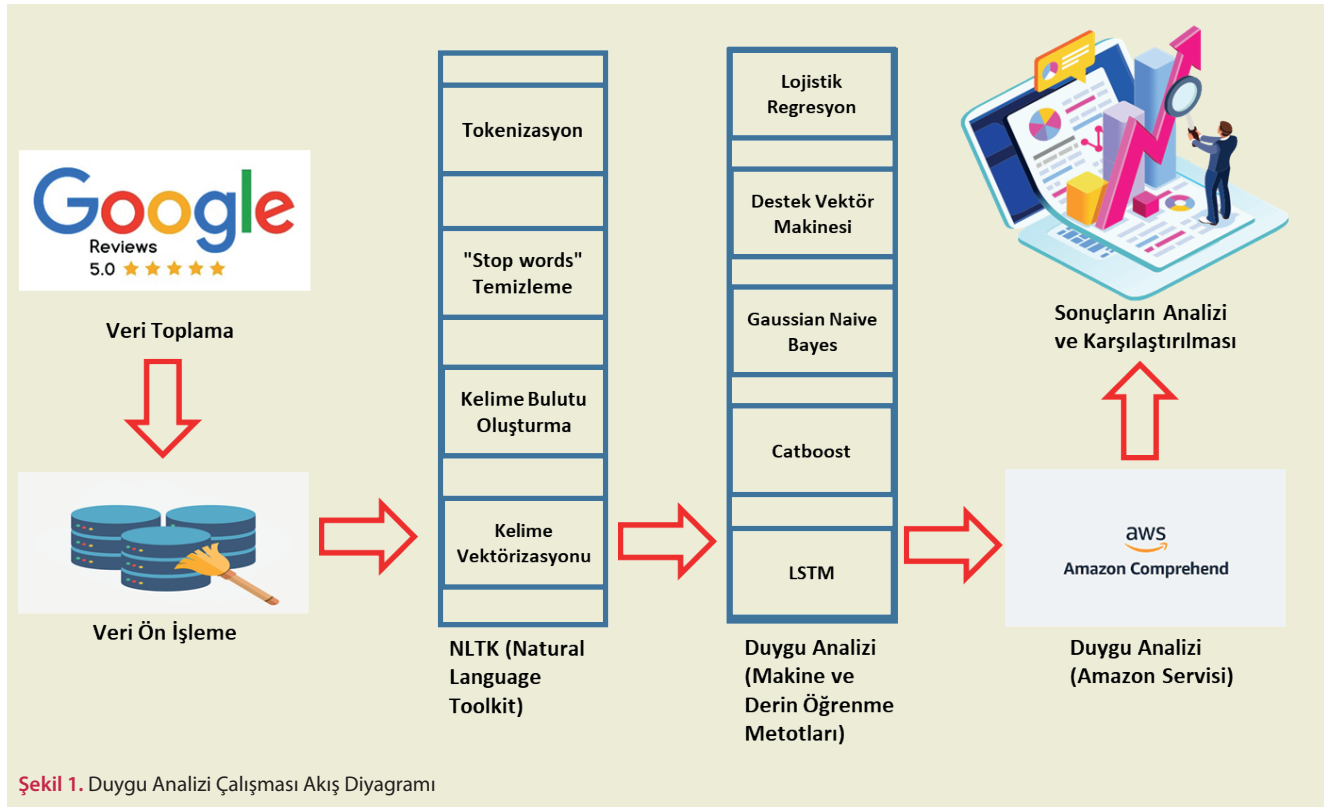 Google
Reviews
5.0
Veri Toplama
Veri Ön İşleme
Tokenizasyon
"Stop words"
Temizleme
Kelime Bulutu
Oluşturma
Kelime
Vektörizasyonu
NLTK (Natural
Language
Toolkit)
Lojistik
Regresyon
Destek Vektör
Makinesi
Gaussian Naive
Bayes
Catboost
LSTM
Duygu Analizi
(Makine ve
Derin Öğrenme
Metotları)
aws
Amazon Comprehend
Duygu Analizi
(Amazon Servisi)
Sonuçların Analizi
ve Karşılaştırılması
Şekil 1. Duygu Analizi Çalışması Akış Diyagramı